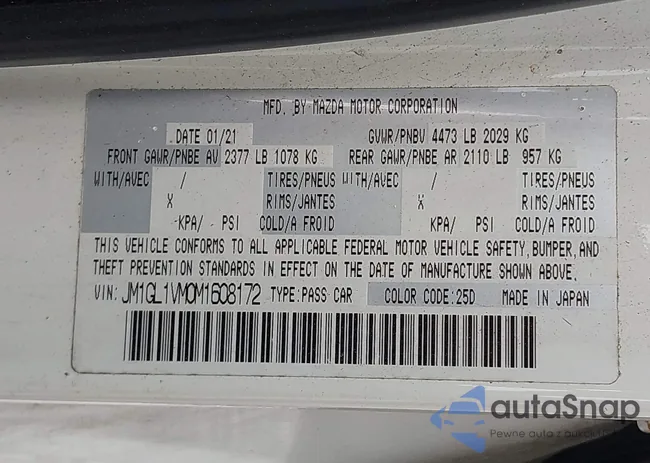 MFD. BY MAZDA MOTOR CORPORATION
DATE 01/21 GVWR/PNBV 4473 LB 2029 KG
FRONT GAWR/PNBE AV 2377 LB 1078 KG REAR GAWR/PNBE AR 2110 LB 957 KG
WITH/AVEC / TIRES/PNEUS WITH/AVEC / TIRES/PNEUS
X RIMS/JANTES X RIMS/JANTES
KPA/ PSI COLD/A FROID KPA/ PSI COLD/A FROID
THIS VEHICLE CONFORMS TO ALL APPLICABLE FEDERAL MOTOR VEHICLE SAFETY, BUMPER, AND
THEFT PREVENTION STANDARDS IN EFFECT ON THE DATE OF MANUFACTURE SHOWN ABOVE.
VIN: JM1GL1VM0M1608172 TYPE:PASS CAR COLOR CODE:25D MADE IN JAPAN
autoSnap
Pewne auta z aukcji